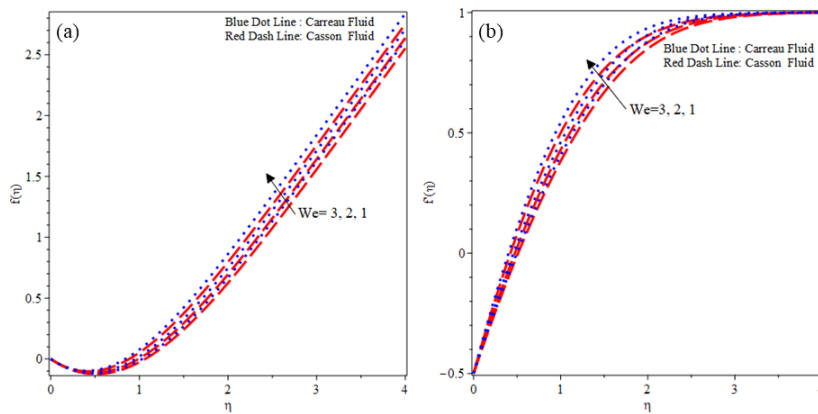 (a)
Blue Dot Line : Carreau Fluid
Red Dash Line: Casson Fluid
We= 3, 2, 1
f(η)
2.5
2
1.5
1
0.5
0
0
1
2
3
4
η
(b)
Blue Dot Line : Carreau Fluid
Red Dash Line: Casson Fluid
We=3, 2, 1
f'(η)
1
0.5
0
−0.5
0
1
2
3
4
η